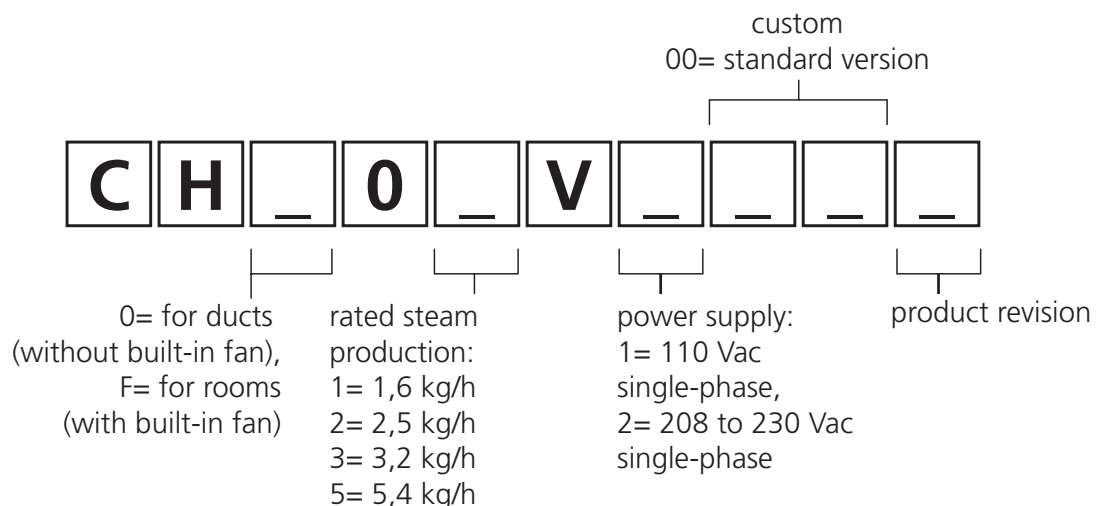 custom
00= standard version
C H _ 0 _ V _ _ _ _
0= for ducts
(without built-in fan),
F= for rooms
(with built-in fan)
rated steam
production:
1= 1,6 kg/h
2= 2,5 kg/h
3= 3,2 kg/h
5= 5,4 kg/h
power supply:
1= 110 Vac
single-phase,
2= 208 to 230 Vac
single-phase
product revision